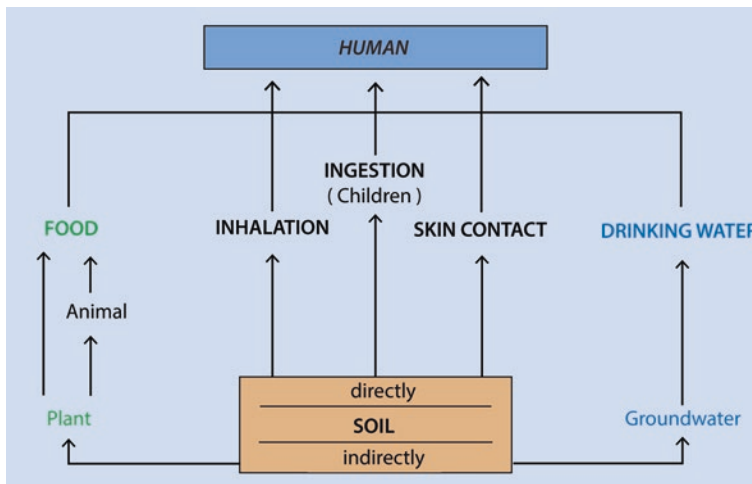 HUMAN
INGESTION
( Children )
FOOD
INHALATION
SKIN CONTACT
DRINKING WATER
Animal
directly
Plant
SOIL
Groundwater
indirectly